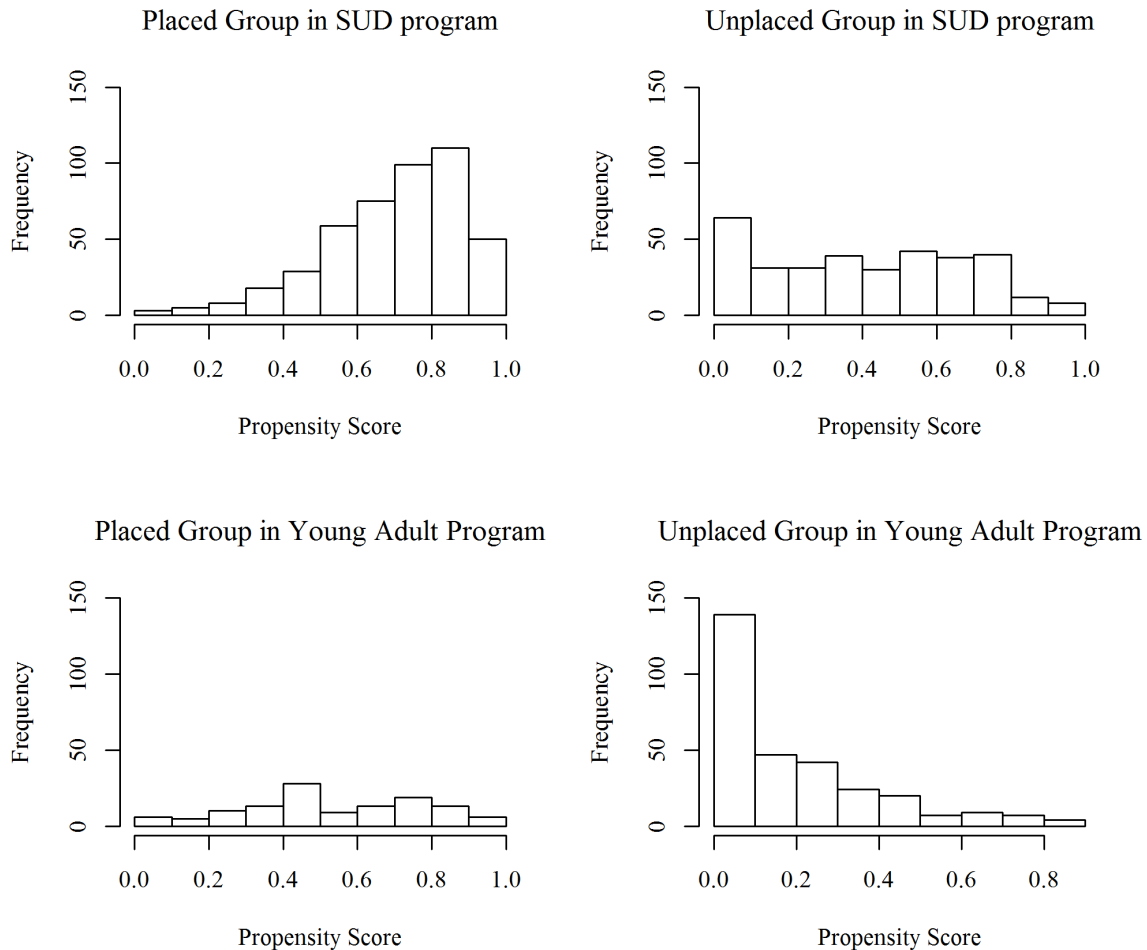 Placed Group in SUD program
Frequency
150
100
50
0
0.0 0.2 0.4 0.6 0.8 1.0
Propensity Score
Unplaced Group in SUD program
Frequency
150
100
50
0
0.0 0.2 0.4 0.6 0.8 1.0
Propensity Score
Placed Group in Young Adult Program
Frequency
150
100
50
0
0.0 0.2 0.4 0.6 0.8 1.0
Propensity Score
Unplaced Group in Young Adult Program
Frequency
150
100
50
0
0.0 0.2 0.4 0.6 0.8
Propensity Score